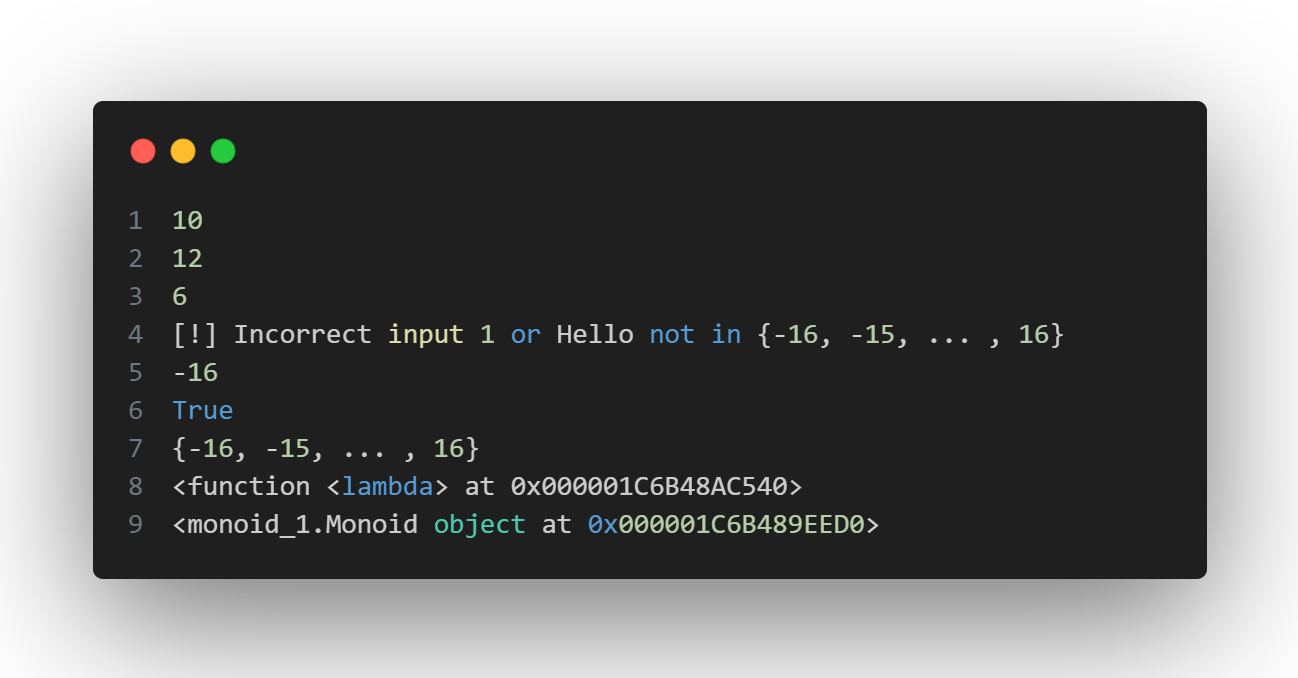 1 10
2 12
3 6
4 [!] Incorrect input 1 or Hello not in {-16, -15, ... , 16}
5 -16
6 True
7 {-16, -15, ... , 16}
8 <function <lambda> at 0x000001C6B48AC540>
9 <monoid_1.Monoid object at 0x000001C6B489EED0>